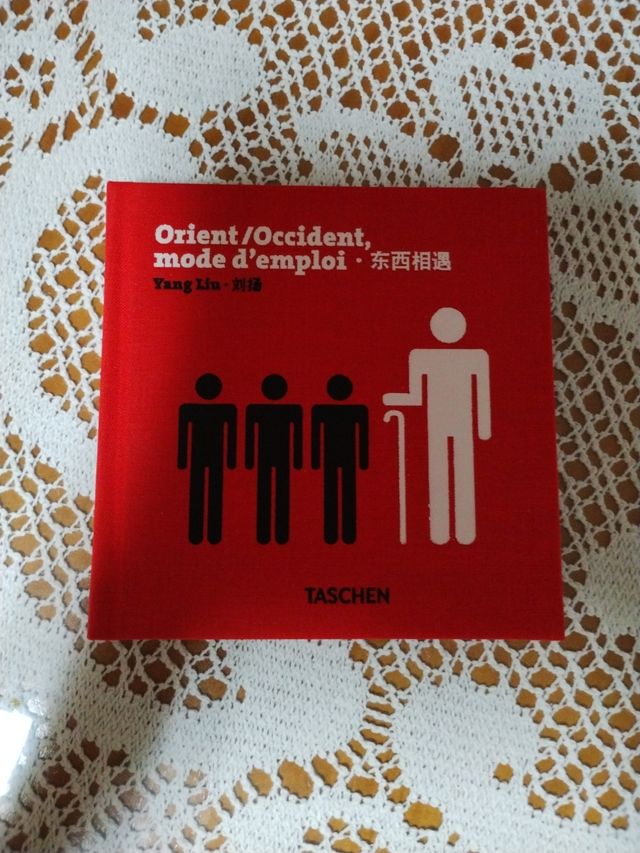 Orient/Occident,
mode d'emploi · 东西相遇
Yang Liu · 刘扬
TASCHEN